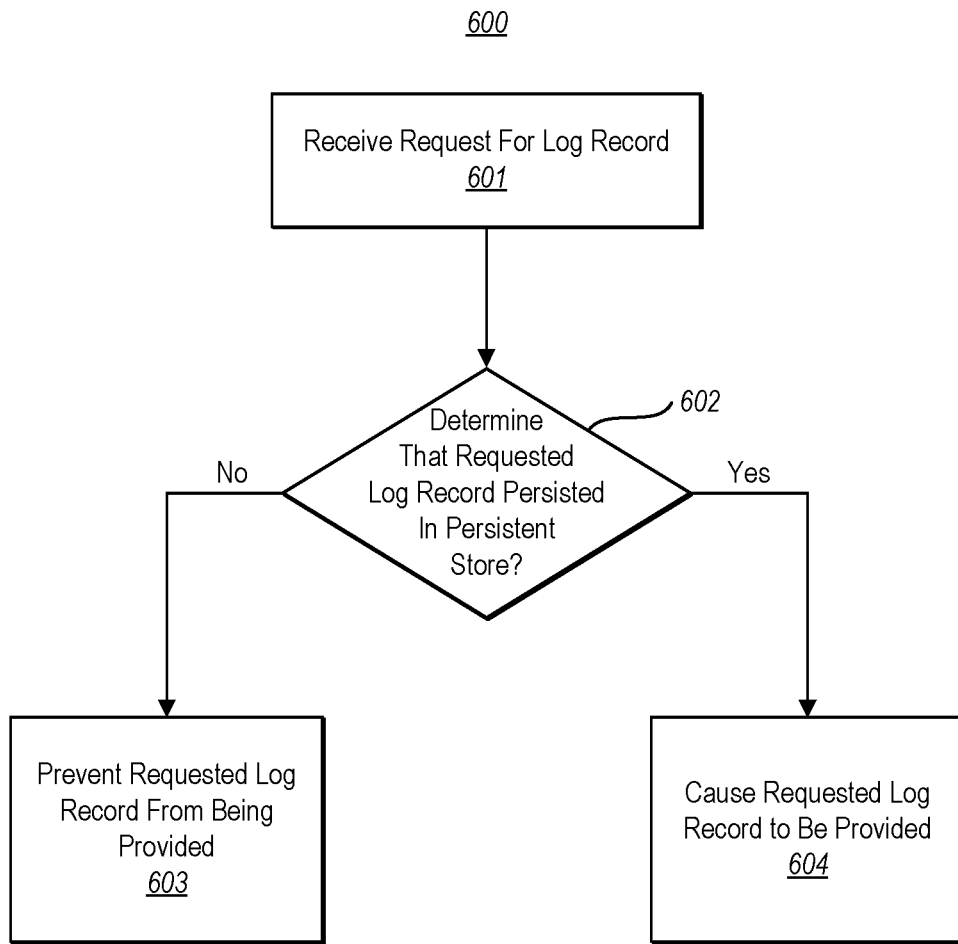 600
Receive Request For Log Record
601
602
Determine
That Requested
Log Record Persisted
In Persistent
Store?
No
Yes
Prevent Requested Log
Record From Being
Provided
603
Cause Requested Log
Record to Be Provided
604